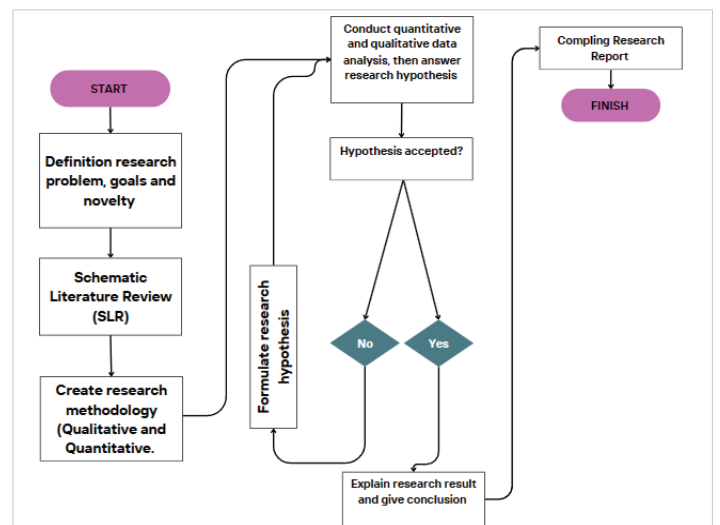 START
Definition research
problem, goals and
novelty
Schematic
Literature Review
(SLR)
Create research
methodology
(Qualitative and
Quantitative.
Formulate research
hypothesis
Conduct quantitative
and qualitative data
analysis, then answer
research hypothesis
Hypothesis accepted?
No
Yes
Explain research result
and give conclusion
Compling Research
Report
FINISH